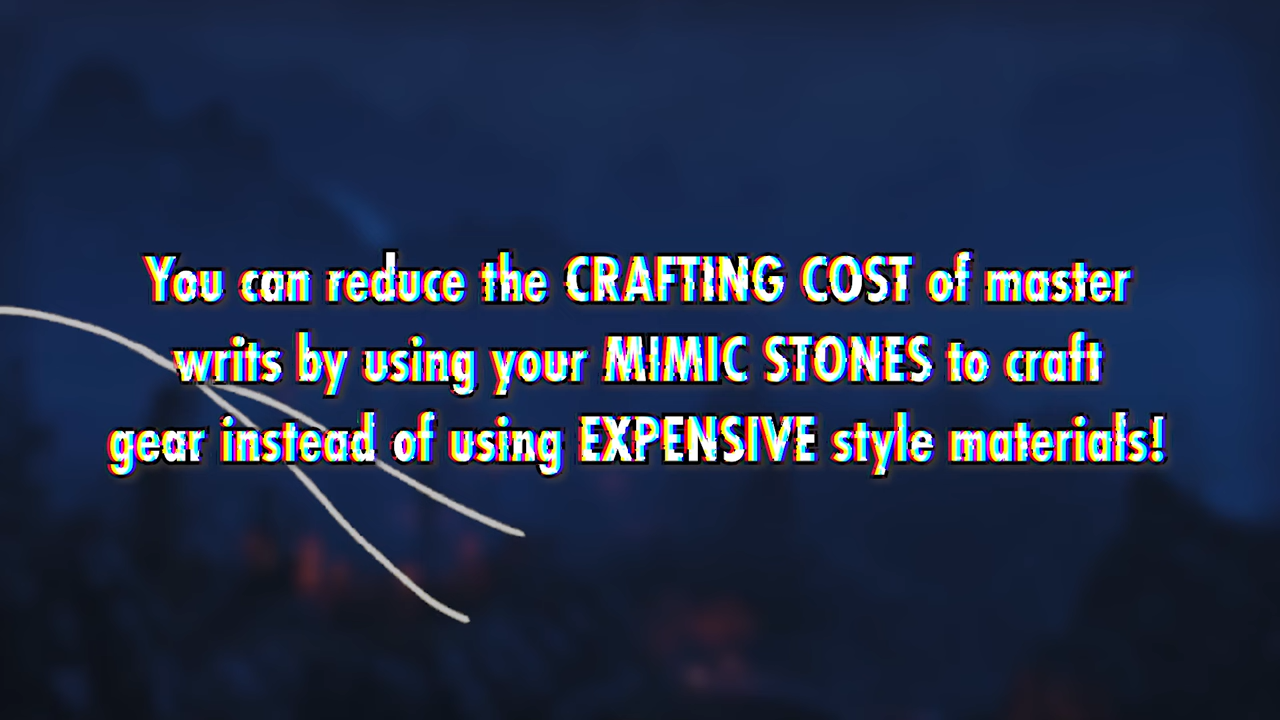 You can reduce the CRAFTING COST of master
writs by using your MIMIC STONES to craft
gear instead of using EXPENSIVE style materials!